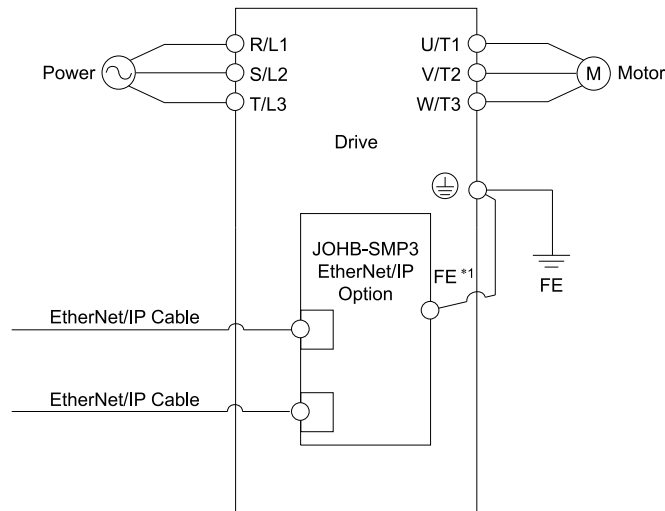 R/L1
U/T1
Power
S/L2
V/T2
M
Motor
T/L3
W/T3
Drive
JOHB-SMP3
EtherNet/IP
Option
FE *1
FE
EtherNet/IP Cable
EtherNet/IP Cable